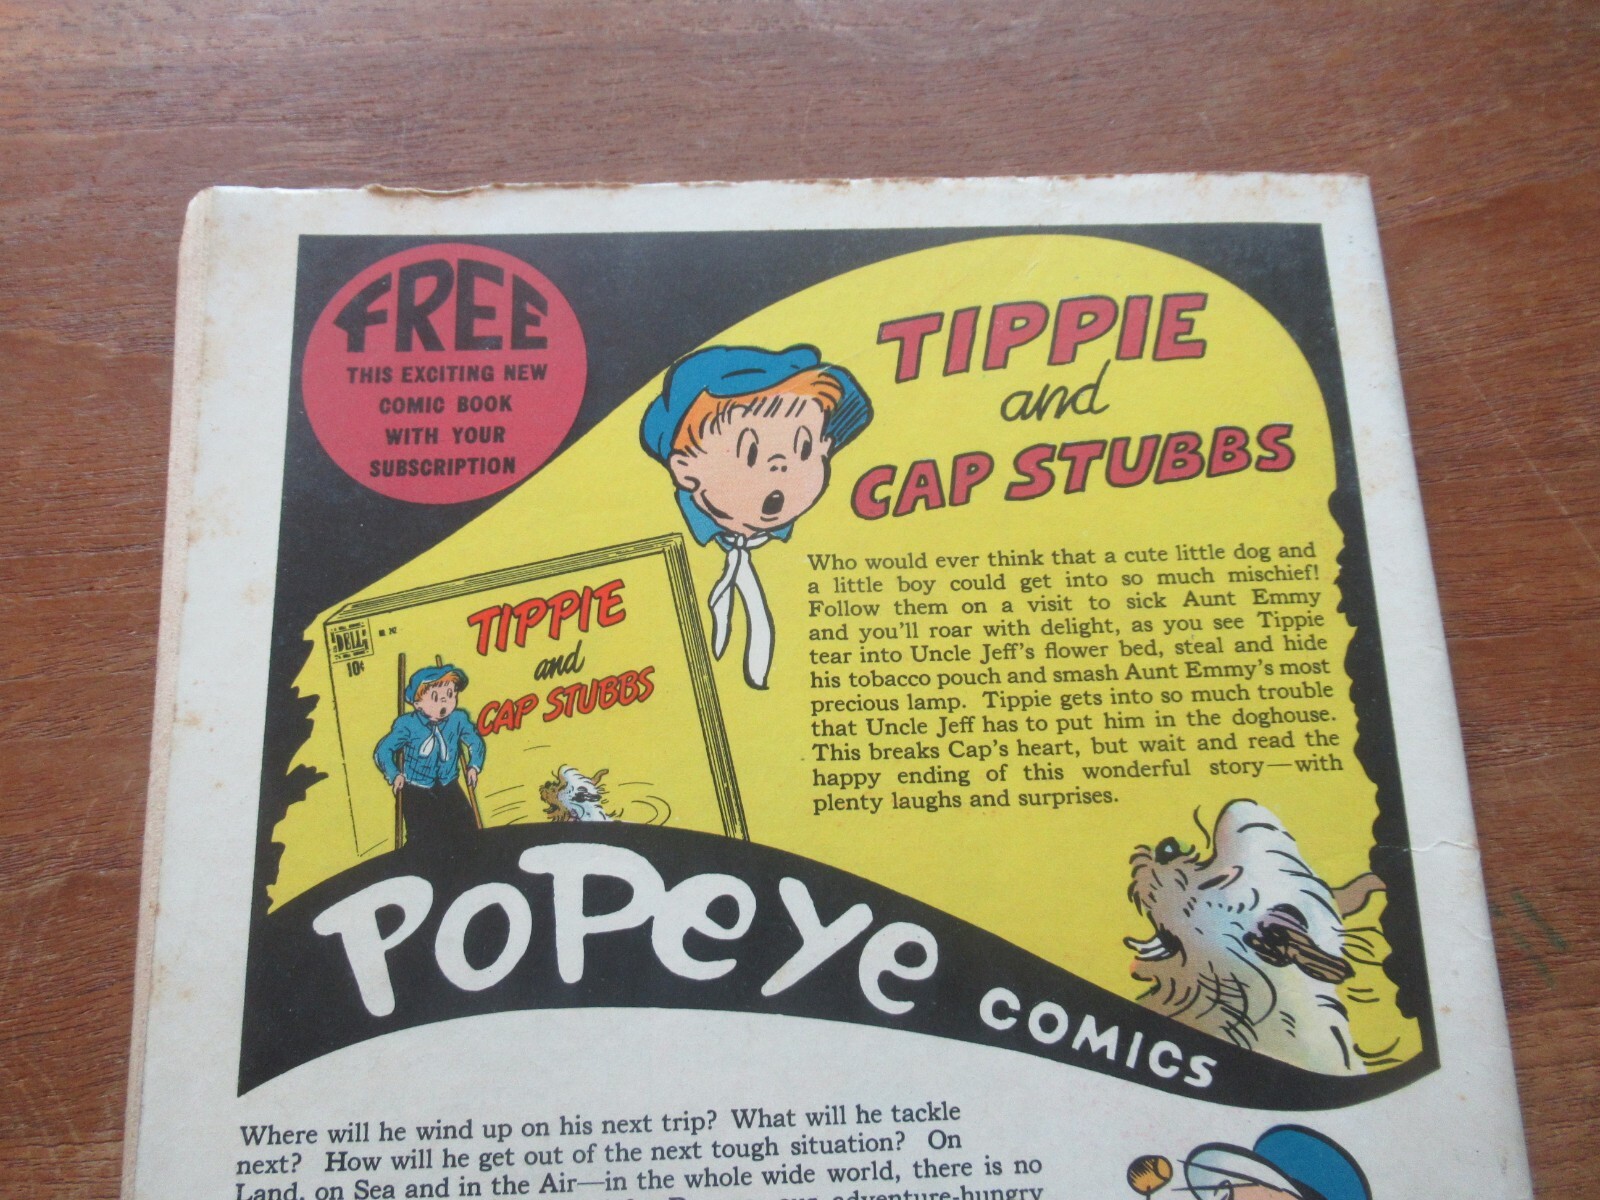 FREE
THIS EXCITING NEW
COMIC BOOK
WITH YOUR
SUBSCRIPTION
TIPPIE
and
CAP STUBBS
Who would ever think that a cute little dog and
a little boy could get into so much mischief!
Follow them on a visit to sick Aunt Emmy
and you'll roar with delight, as you see Tippie
tear into Uncle Jeff's flower bed, steal and hide
his tobacco pouch and smash Aunt Emmy's most
precious lamp. Tippie gets into so much trouble
that Uncle Jeff has to put him in the doghouse.
This breaks Cap's heart, but wait and read the
happy ending of this wonderful story—with
plenty laughs and surprises.
DELL
10¢
TIPPIE
and
CAP STUBBS
POPEYE
COMICS
Where will he wind up on his next trip? What will he tackle
next? How will he get out of the next tough situation? On
Land, on Sea and in the Air—in the whole wide world, there is no
adventure-hungry